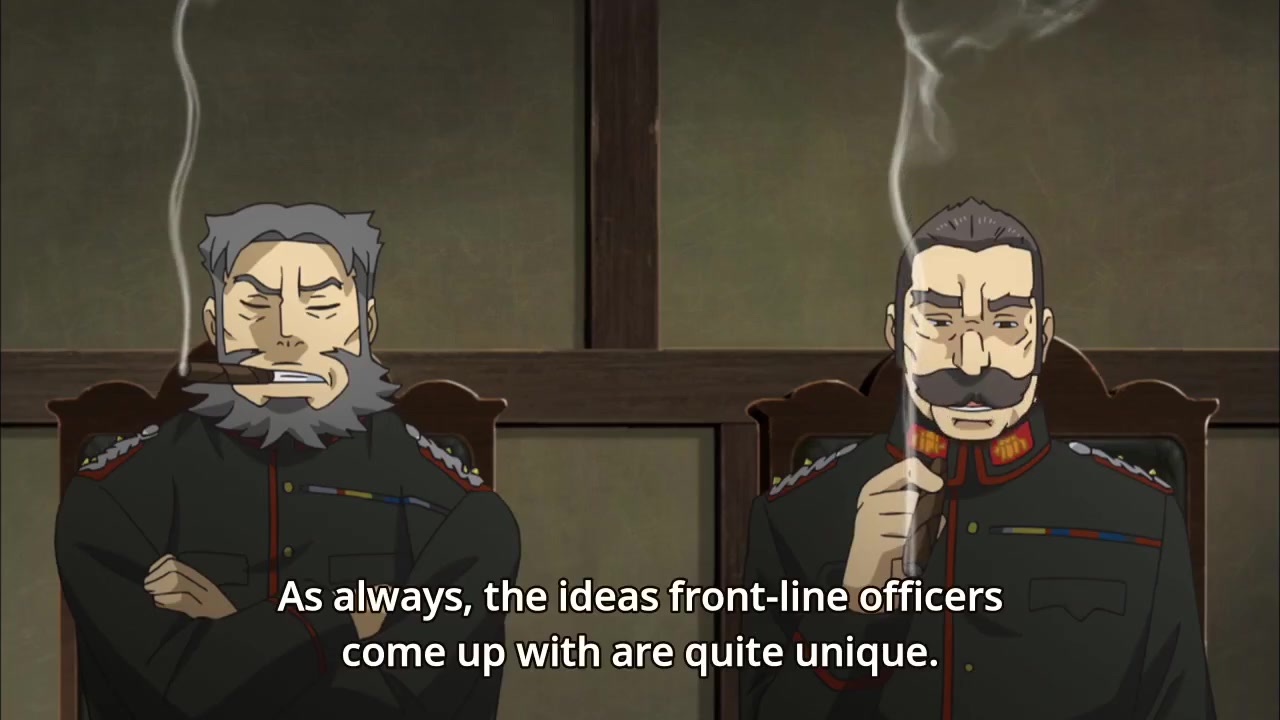 As always, the ideas front-line officers
come up with are quite unique.